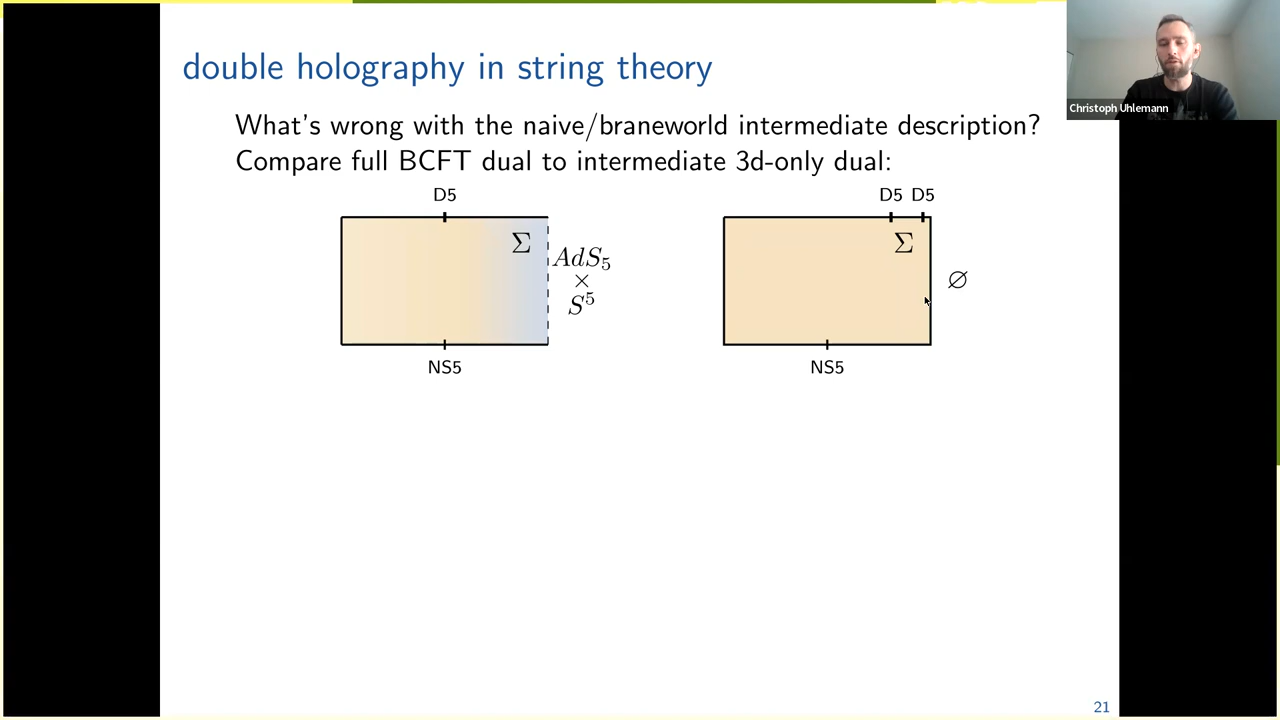 double holography in string theory
Christoph Uhlemann
What's wrong with the naive/braneworld intermediate description?
Compare full BCFT dual to intermediate 3d-only dual:
D5
Σ
AdS₅
×
S⁵
NS5
D5 D5
Σ
∅
NS5
21